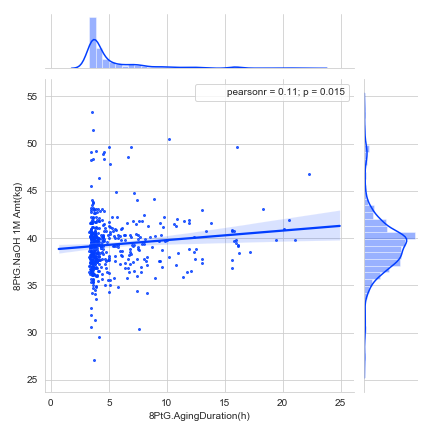 pearsonr = 0.11; p = 0.015
55
50
45
40
35
30
25
8PtG.NaOH 1M Amt(kg)
0 5 10 15 20 25
8PtG.AgingDuration(h)